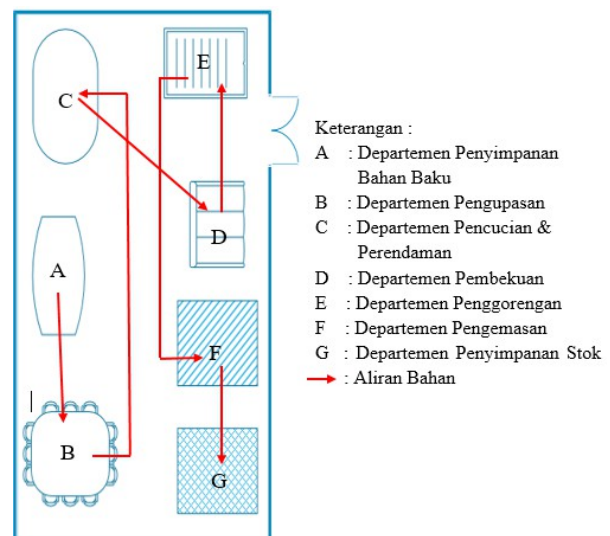 E
C
D
A
F
B
G
Keterangan :
A : Departemen Penyimpanan
Bahan Baku
B : Departemen Pengupasan
C : Departemen Pencucian &
Perendaman
D : Departemen Pembekuan
E : Departemen Penggorengan
F : Departemen Pengemasan
G : Departemen Penyimpanan Stok
: Aliran Bahan